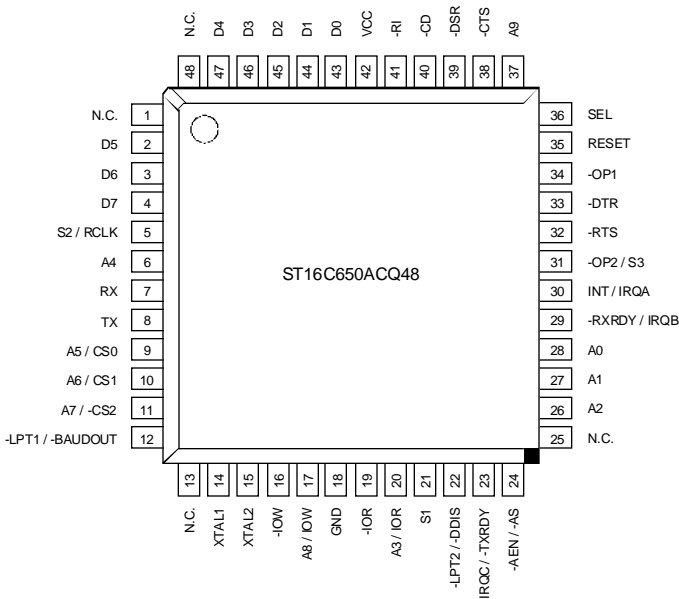 N.C.
D4
D3
D2
D1
D0
VCC
-RI
-CD
-DSR
-CTS
A9
48
47
46
45
44
43
42
41
40
39
38
37
N.C. 1
D5 2
D6 3
D7 4
S2 / RCLK 5
A4 6
RX 7
TX 8
A5 / CS0 9
A6 / CS1 10
A7 / -CS2 11
-LPT1 / -BAUDOUT 12
ST16C650ACQ48
36 SEL
35 RESET
34 -OP1
33 -DTR
32 -RTS
31 -OP2 / S3
30 INT / IRQA
29 -RXRDY / IRQB
28 A0
27 A1
26 A2
25 N.C.
13
14
15
16
17
18
19
20
21
22
23
24
N.C.
XTAL1
XTAL2
-IOW
A8 / IOW
GND
-IOR
A3 / IOR
S1
-LPT2 / -DDIS
IRQC / -TXRDY
-AEN / -AS